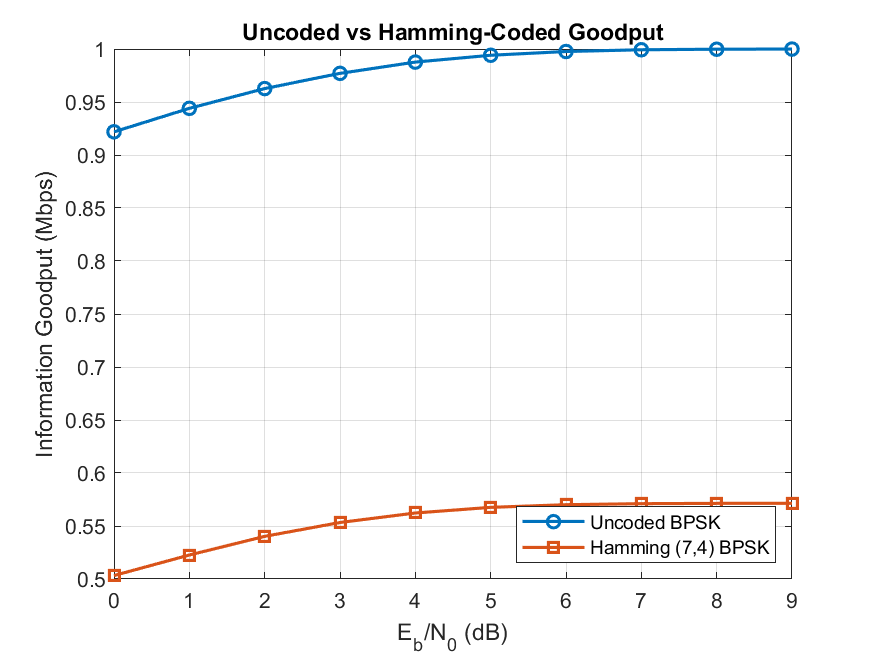 Uncoded vs Hamming-Coded Goodput
Information Goodput (Mbps)
1
0.95
0.9
0.85
0.8
0.75
0.7
0.65
0.6
0.55
0.5
0 1 2 3 4 5 6 7 8 9
E_b/N_0 (dB)
Uncoded BPSK
Hamming (7,4) BPSK